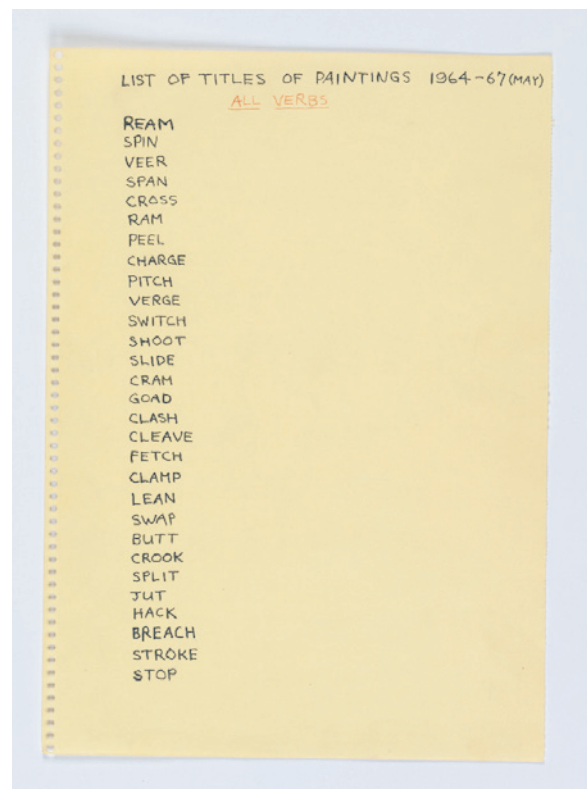 LIST OF TITLES OF PAINTINGS 1964-67(MAY)
ALL VERBS
REAM
SPIN
VEER
SPAN
CROSS
RAM
PEEL
CHARGE
PITCH
VERGE
SWITCH
SHOOT
SLIDE
CRAM
GOAD
CLASH
CLEAVE
FETCH
CLAMP
LEAN
SWAP
BUTT
CROOK
SPLIT
JUT
HACK
BREACH
STROKE
STOP